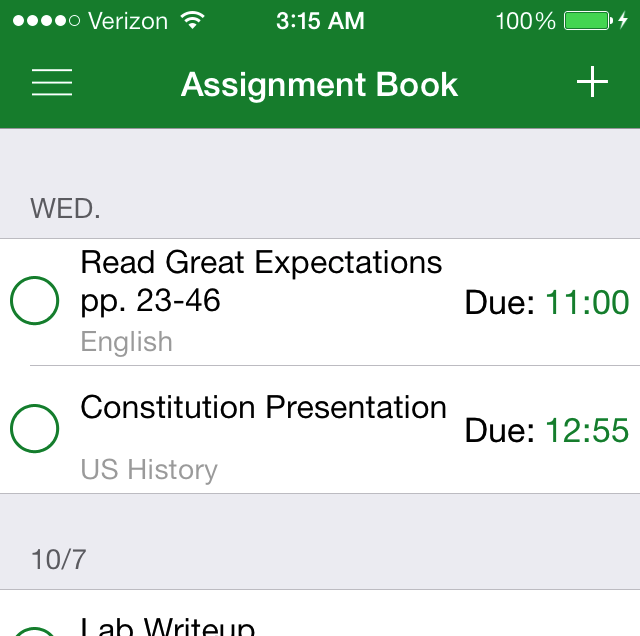 Verizon 3:15 AM 100%
Assignment Book
WED.
Read Great Expectations
pp. 23-46
Due: 11:00
English
Constitution Presentation
Due: 12:55
US History
10/7
Lab Writeup